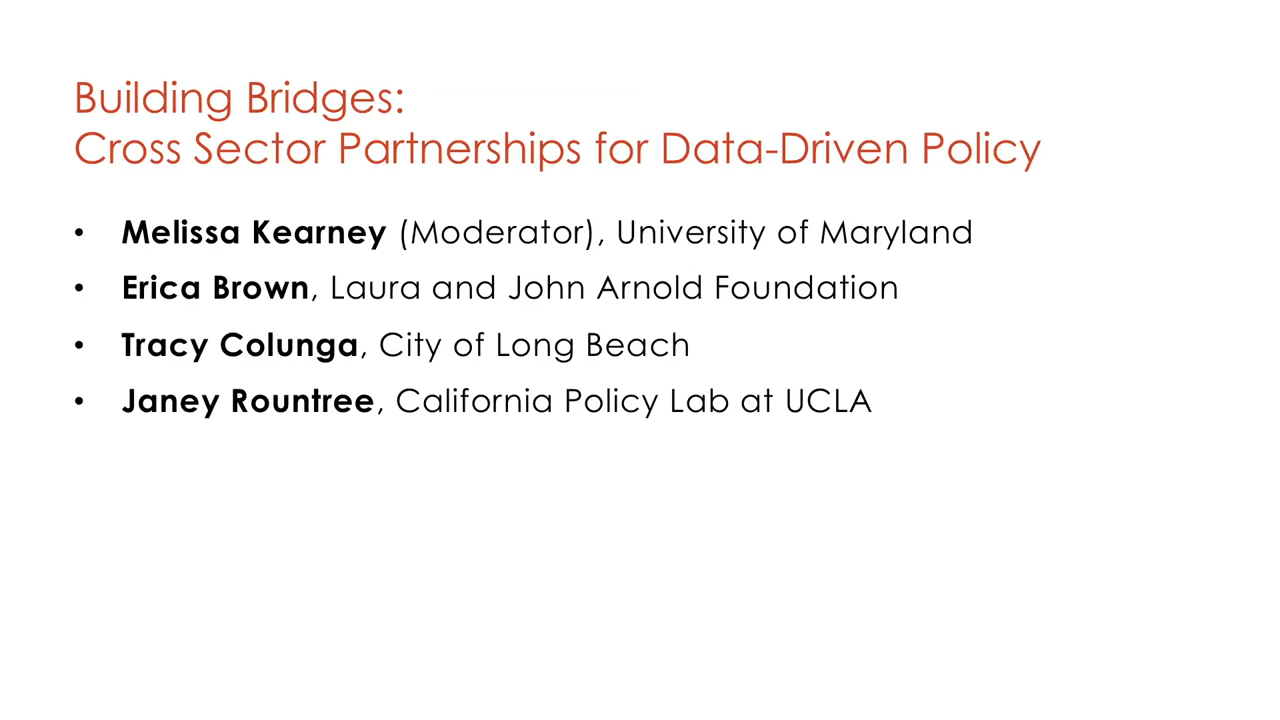 Building Bridges:
Cross Sector Partnerships for Data-Driven Policy
• Melissa Kearney (Moderator), University of Maryland
• Erica Brown, Laura and John Arnold Foundation
• Tracy Colunga, City of Long Beach
• Janey Rountree, California Policy Lab at UCLA